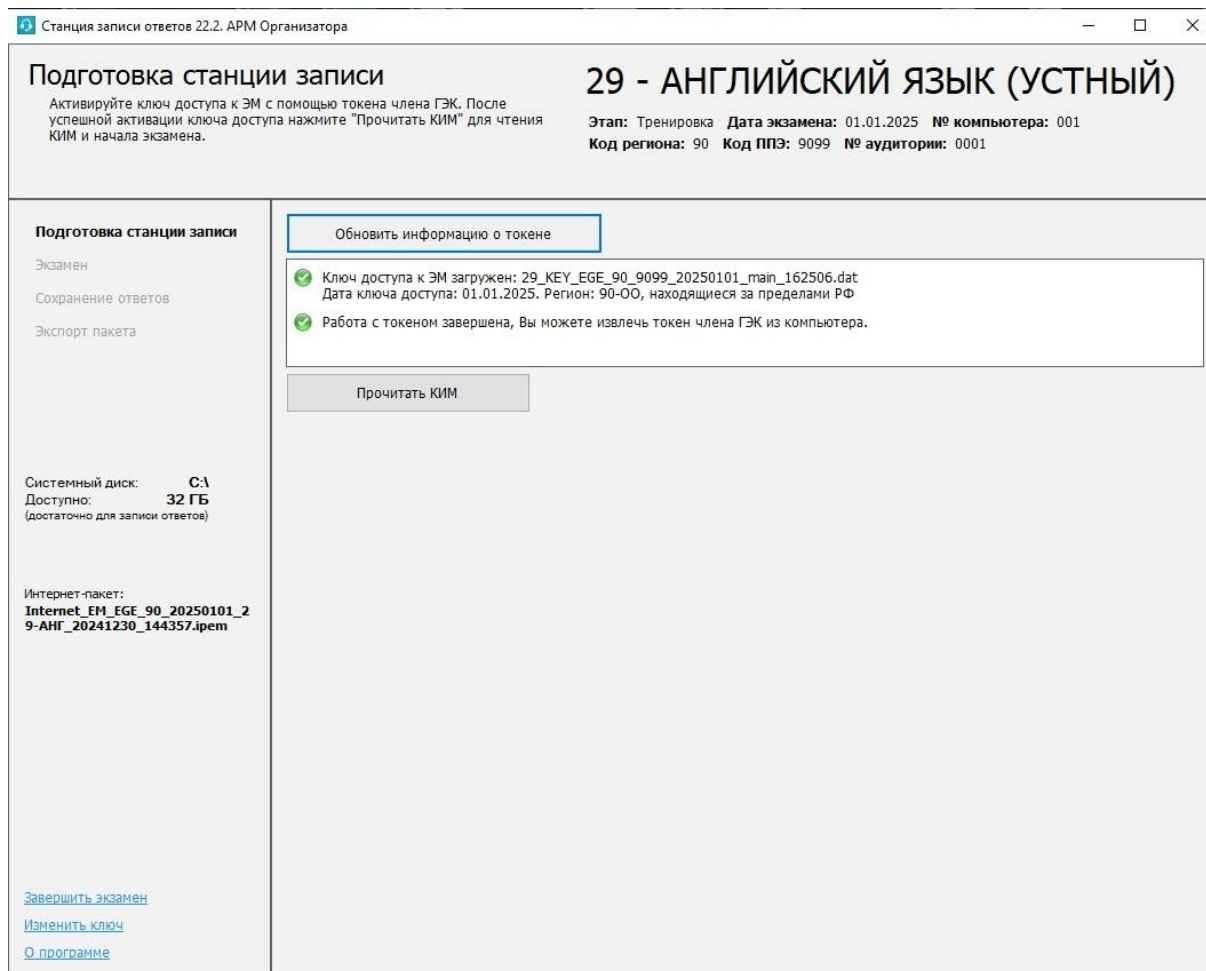 Станция записи ответов 22.2. АРМ Организатора
Подготовка станции записи
Активируйте ключ доступа к ЭМ с помощью токена члена ГЭК. После
успешной активации ключа доступа нажмите "Прочитать КИМ" для чтения
КИМ и начала экзамена.
29 - АНГЛИЙСКИЙ ЯЗЫК (УСТНЫЙ)
Этап: Тренировка Дата экзамена: 01.01.2025 № компьютера: 001
Код региона: 90 Код ППЭ: 9099 № аудитории: 0001
Подготовка станции записи
Экзамен
Сохранение ответов
Экспорт пакета
Системный диск: C:\
Доступно: 32 ГБ
(достаточно для записи ответов)
Интернет-пакет:
Internet_EM_EGE_90_20250101_2
9-АНГ_20241230_144357.ipem
Завершить экзамен
Изменить ключ
О программе
Обновить информацию о токене
Ключ доступа к ЭМ загружен: 29_KEY_EGE_90_9099_20250101_main_162506.dat
Дата ключа доступа: 01.01.2025. Регион: 90-ОО, находящиеся за пределами РФ
Работа с токеном завершена, Вы можете извлечь токен члена ГЭК из компьютера.
Прочитать КИМ